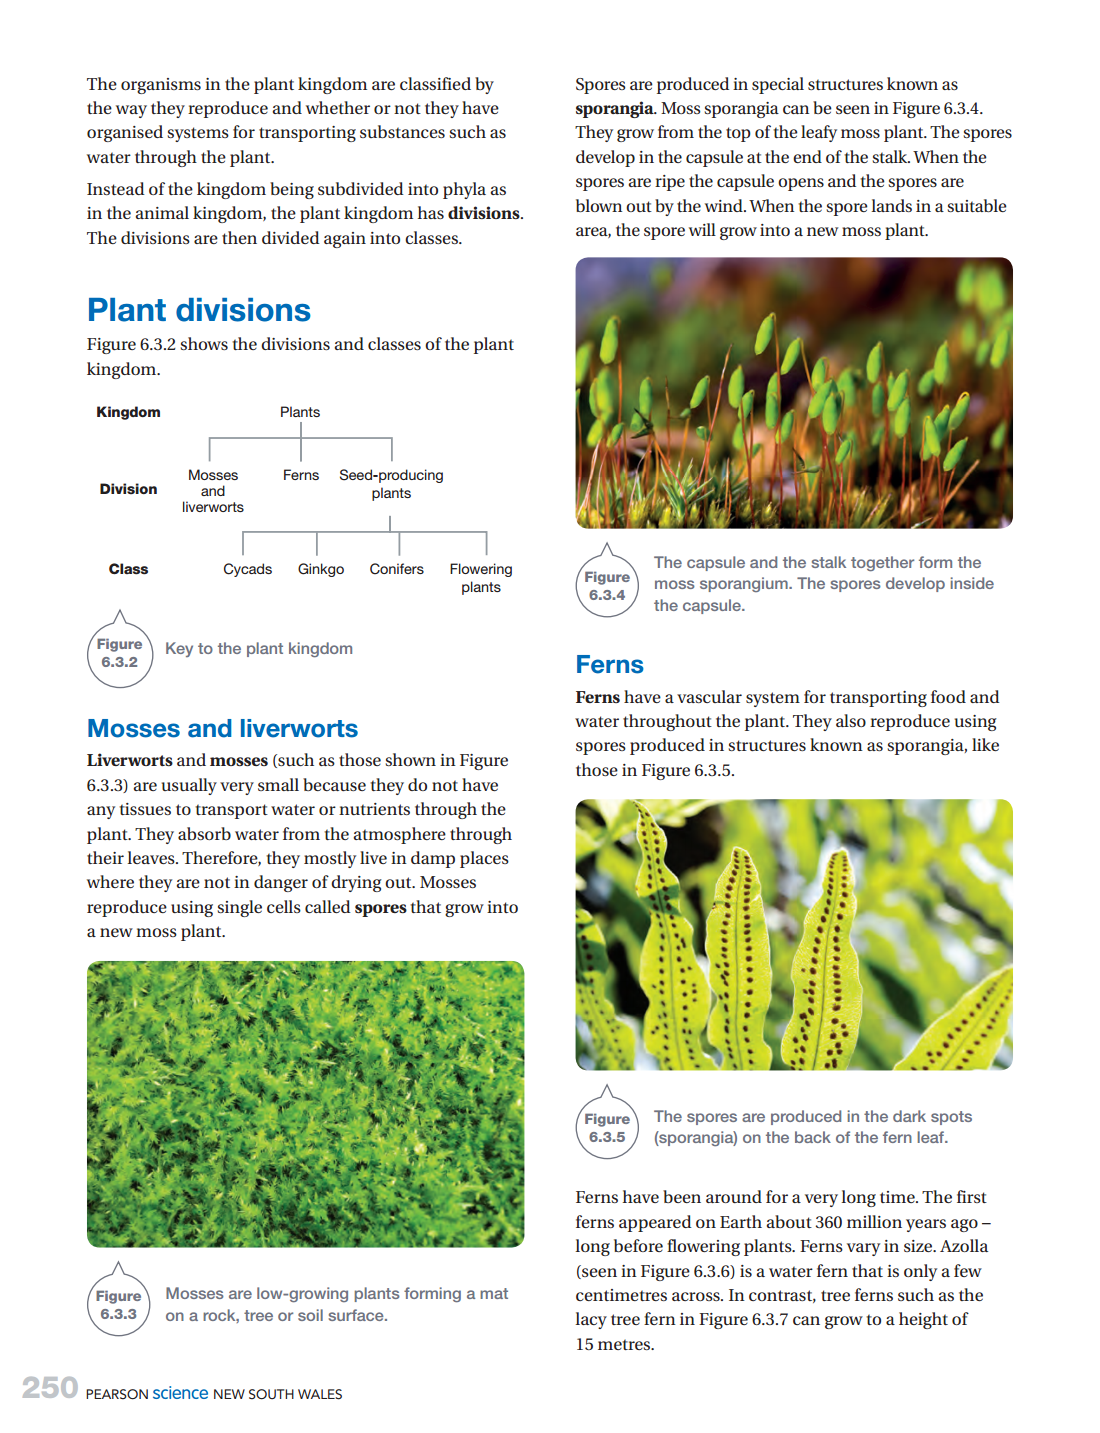 The organisms in the plant kingdom are classified by
the way they reproduce and whether or not they have
organised systems for transporting substances such as
water through the plant.
Instead of the kingdom being subdivided into phyla as
in the animal kingdom, the plant kingdom has divisions.
The divisions are then divided again into classes.
Plant divisions
Figure 6.3.2 shows the divisions and classes of the plant
kingdom.
Kingdom
Plants
Division
Mosses
and
liverworts
Ferns
Seed-producing
plants
Class
Cycads
Ginkgo
Conifers
Flowering
plants
Figure
6.3.2
Key to the plant kingdom
Mosses and liverworts
Liverworts and mosses (such as those shown in Figure
6.3.3) are usually very small because they do not have
any tissues to transport water or nutrients through the
plant. They absorb water from the atmosphere through
their leaves. Therefore, they mostly live in damp places
where they are not in danger of drying out. Mosses
reproduce using single cells called spores that grow into
a new moss plant.
Figure
6.3.3
Mosses are low-growing plants forming a mat
on a rock, tree or soil surface.
Spores are produced in special structures known as
sporangia. Moss sporangia can be seen in Figure 6.3.4.
They grow from the top of the leafy moss plant. The spores
develop in the capsule at the end of the stalk. When the
spores are ripe the capsule opens and the spores are
blown out by the wind. When the spore lands in a suitable
area, the spore will grow into a new moss plant.
Figure
6.3.4
The capsule and the stalk together form the
moss sporangium. The spores develop inside
the capsule.
Ferns
Ferns have a vascular system for transporting food and
water throughout the plant. They also reproduce using
spores produced in structures known as sporangia, like
those in Figure 6.3.5.
Figure
6.3.5
The spores are produced in the dark spots
(sporangia) on the back of the fern leaf.
Ferns have been around for a very long time. The first
ferns appeared on Earth about 360 million years ago –
long before flowering plants. Ferns vary in size. Azolla
(seen in Figure 6.3.6) is a water fern that is only a few
centimetres across. In contrast, tree ferns such as the
lacy tree fern in Figure 6.3.7 can grow to a height of
15 metres.
250 PEARSON science NEW SOUTH WALES